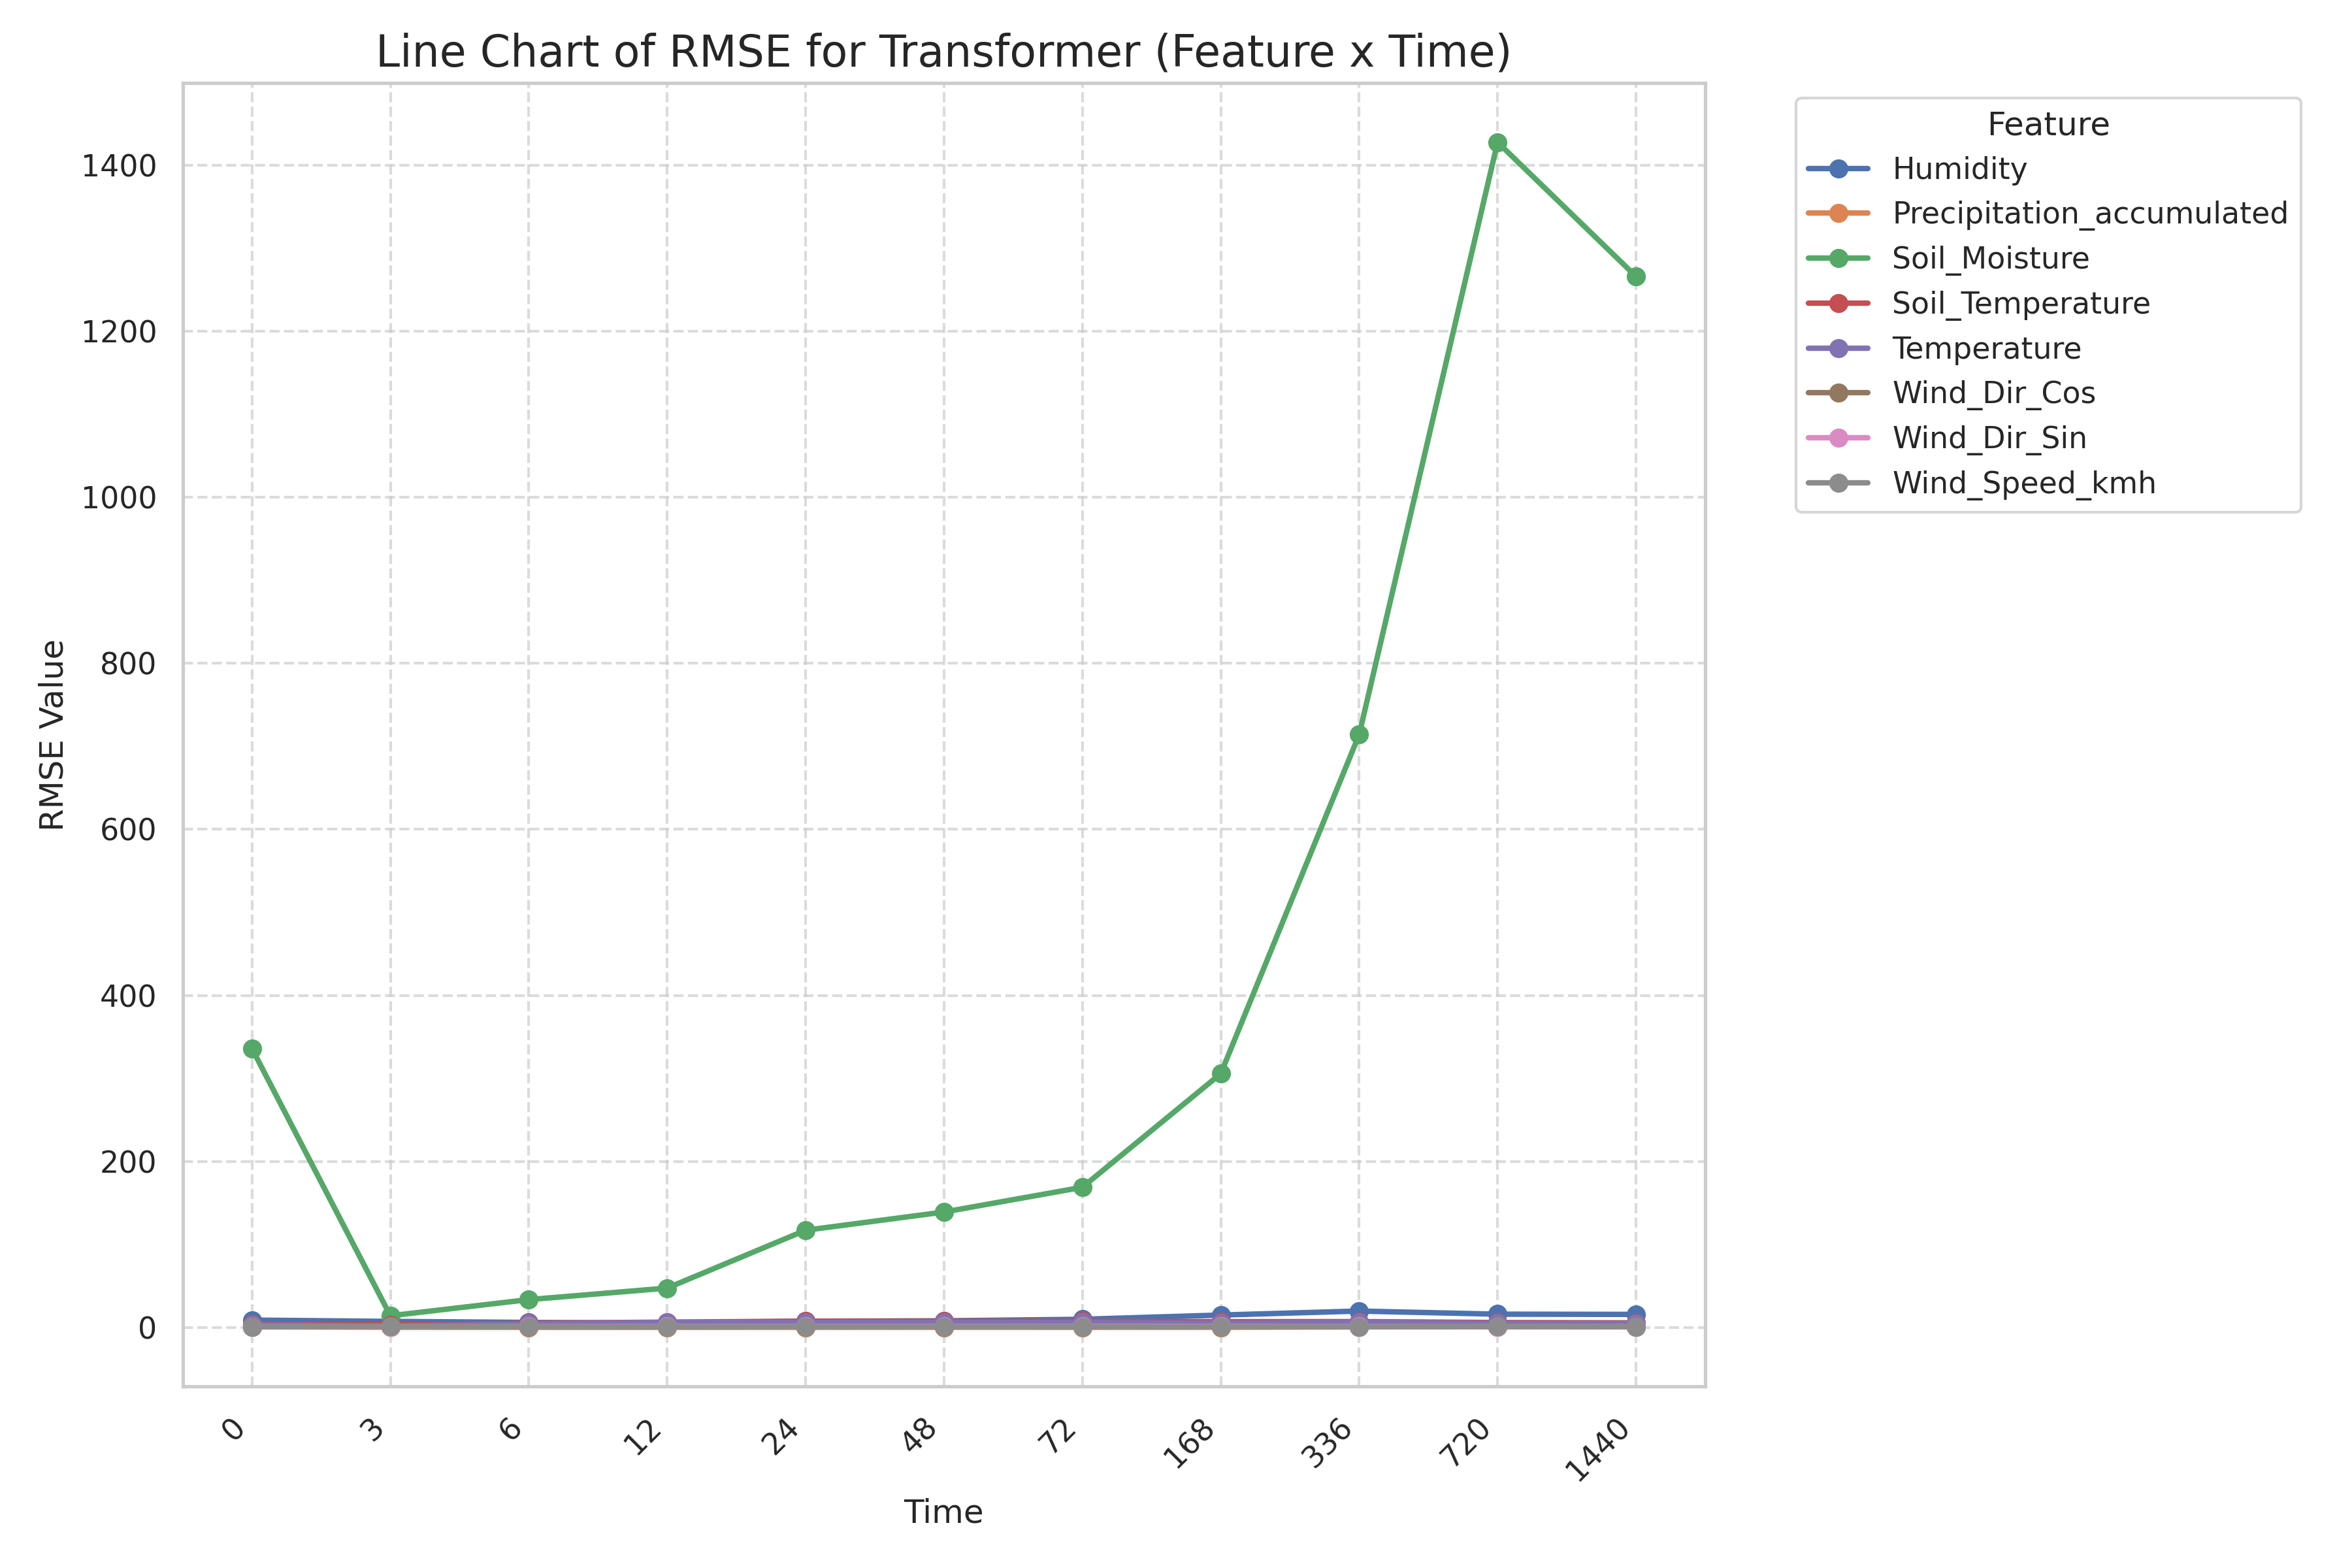 Line Chart of RMSE for Transformer (Feature x Time)
Feature
Humidity
Precipitation_accumulated
Soil_Moisture
Soil_Temperature
Temperature
Wind_Dir_Cos
Wind_Dir_Sin
Wind_Speed_kmh
RMSE Value
1400
1200
1000
800
600
400
200
0
0
3
6
12
24
48
72
168
336
720
1440
Time